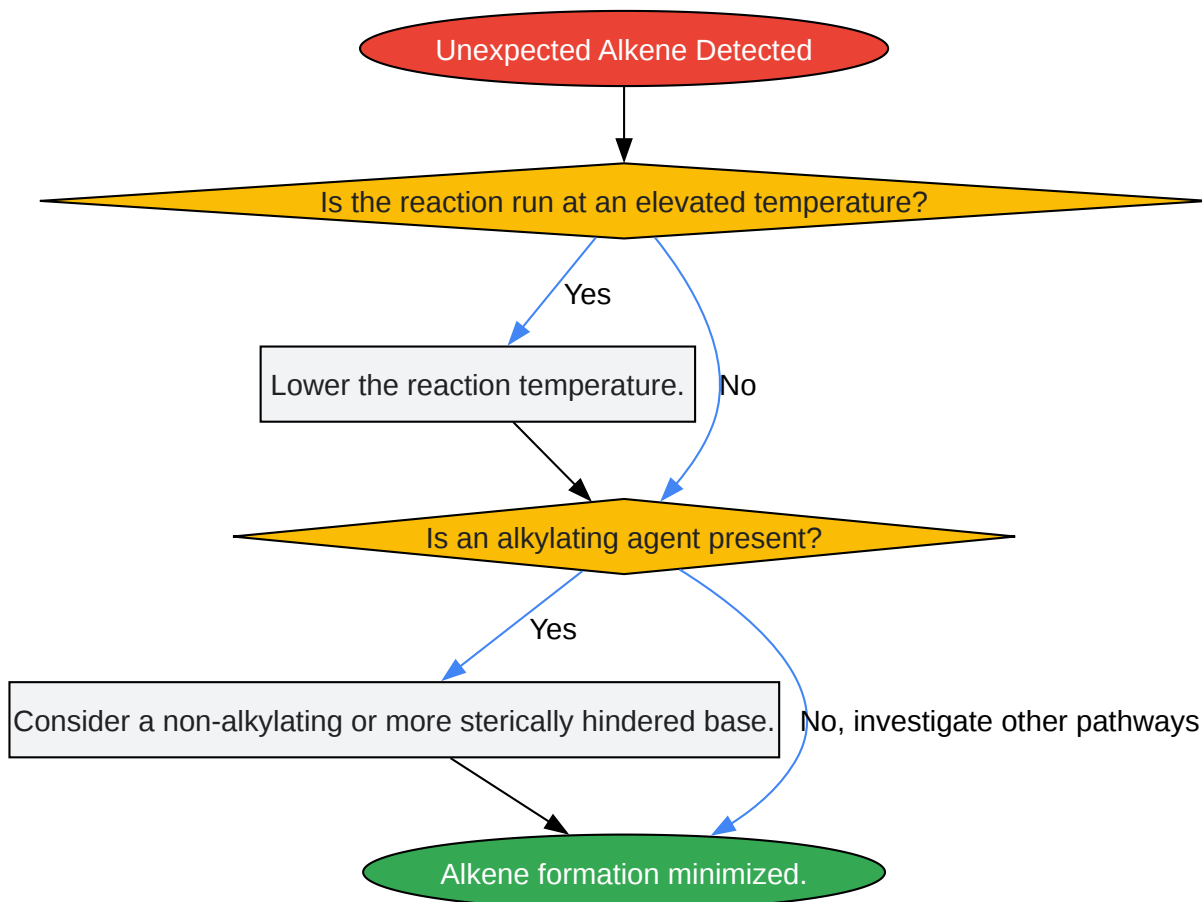 Unexpected Alkene Detected
Is the reaction run at an elevated temperature?
Yes
Lower the reaction temperature.
No
Is an alkylating agent present?
Yes
Consider a non-alkylating or more sterically hindered base.
No, investigate other pathways
Alkene formation minimized.